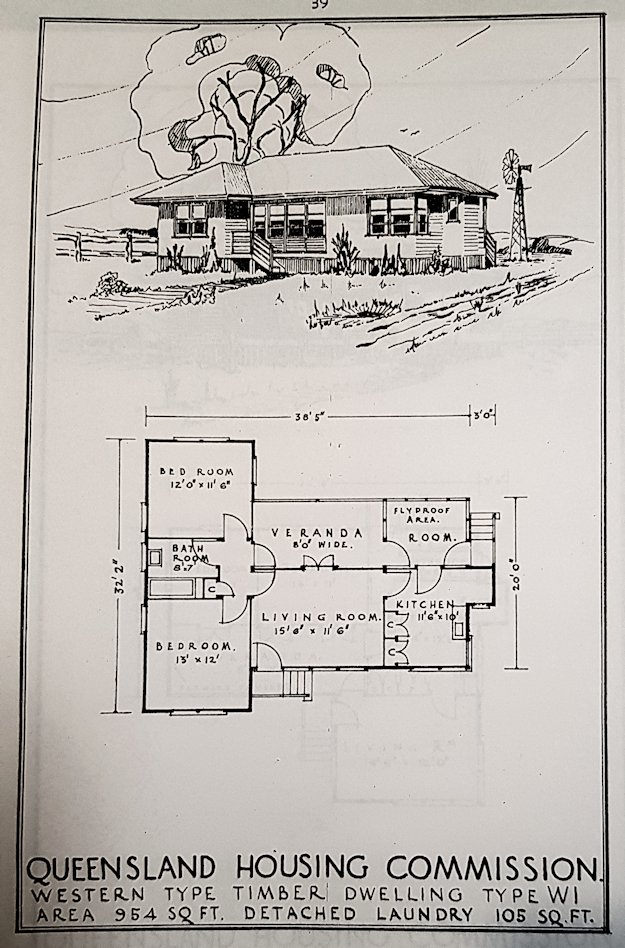 39
38'5"
3'0"
BED ROOM
12'0" x 11'6"
FLYPROOF
AREA.
ROOM.
VERANDA
8'0" WIDE.
BATH
ROOM
8'x7'
32'2"
20'0"
KITCHEN
11'6"x10'
LIVING ROOM.
15'6" x 11'6"
BEDROOM.
13' x 12'
QUEENSLAND HOUSING COMMISSION.
WESTERN TYPE TIMBER DWELLING TYPE W1
AREA 954 SQ FT. DETACHED LAUNDRY 105 SQ.FT.